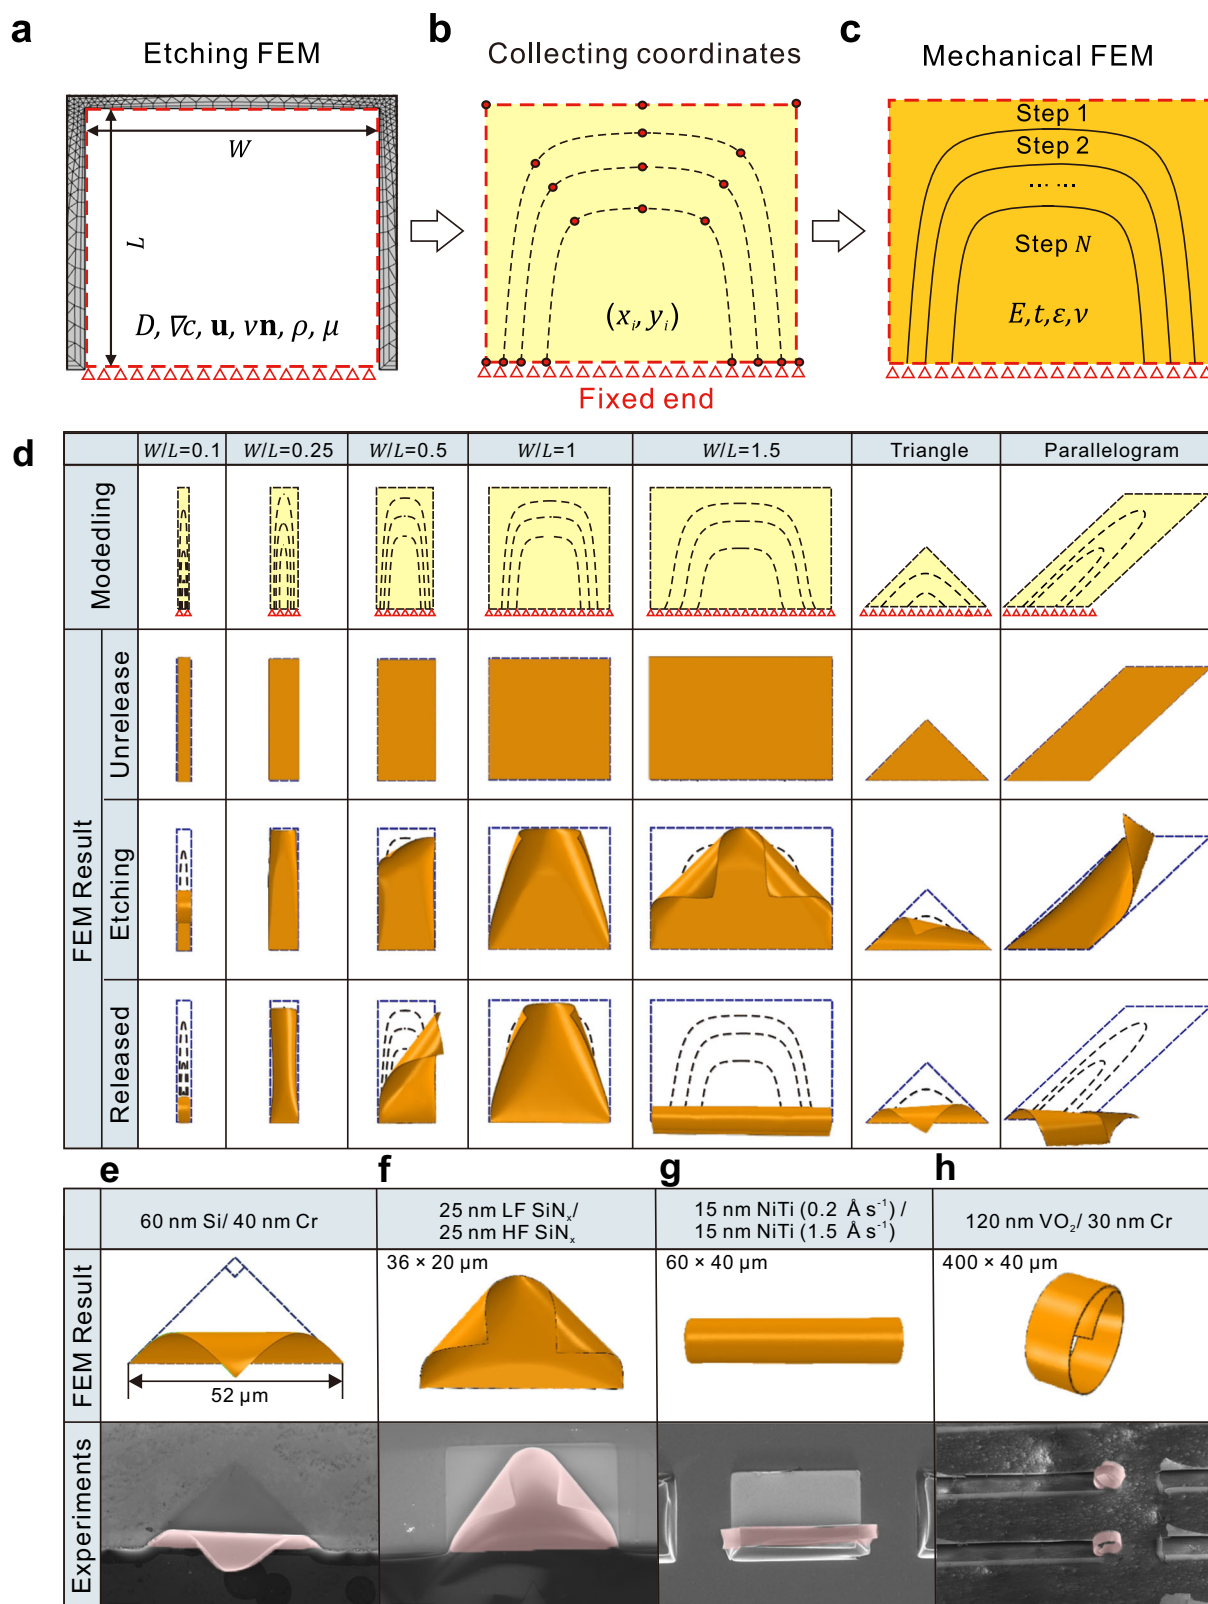 a
Etching FEM
W
L
D, ∇c, u, vn, ρ, μ
b
Collecting coordinates
(xᵢ, yᵢ)
Fixed end
c
Mechanical FEM
Step 1
Step 2
... ...
Step N
E,t,ε,ν
d
W/L=0.1
W/L=0.25
W/L=0.5
W/L=1
W/L=1.5
Triangle
Parallelogram
Modedlling
FEM Result
Unrelease
Etching
Released
e
f
g
h
60 nm Si/ 40 nm Cr
25 nm LF SiNₓ/
25 nm HF SiNₓ
15 nm NiTi (0.2 Å s⁻¹) /
15 nm NiTi (1.5 Å s⁻¹)
120 nm VO₂/ 30 nm Cr
FEM Result
52 μm
36 × 20 μm
60 × 40 μm
400 × 40 μm
Experiments